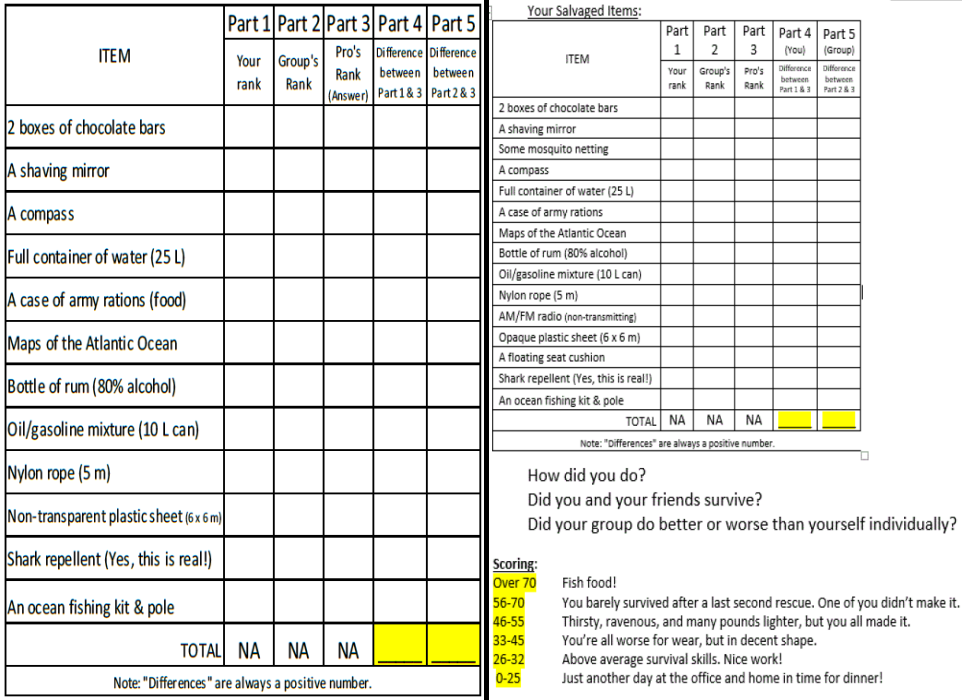 Part 1 Part 2 Part 3 Part 4 Part 5
ITEM
Your rank
Group's Rank
Pro's Rank (Answer)
Difference between Part 1 & 3
Difference between Part 2 & 3
2 boxes of chocolate bars
A shaving mirror
A compass
Full container of water (25 L)
A case of army rations (food)
Maps of the Atlantic Ocean
Bottle of rum (80% alcohol)
Oil/gasoline mixture (10 L can)
Nylon rope (5 m)
Non-transparent plastic sheet (6 x 6 m)
Shark repellent (Yes, this is real!)
An ocean fishing kit & pole
TOTAL NA NA NA
Note: "Differences" are always a positive number.
Your Salvaged Items:
ITEM
Part 1
Part 2
Part 3
Part 4 (You)
Part 5 (Group)
Your rank
Group's Rank
Pro's Rank
Difference between Part 1 & 3
Difference between Part 2 & 3
2 boxes of chocolate bars
A shaving mirror
Some mosquito netting
A compass
Full container of water (25 L)
A case of army rations
Maps of the Atlantic Ocean
Bottle of rum (80% alcohol)
Oil/gasoline mixture (10 L can)
Nylon rope (5 m)
AM/FM radio (non-transmitting)
Opaque plastic sheet (6 x 6 m)
A floating seat cushion
Shark repellent (Yes, this is real!)
An ocean fishing kit & pole
TOTAL NA NA NA
Note: "Differences" are always a positive number.
How did you do?
Did you and your friends survive?
Did your group do better or worse than yourself individually?
Scoring:
Over 70 Fish food!
56-70 You barely survived after a last second rescue. One of you didn't make it.
46-55 Thirsty, ravenous, and many pounds lighter, but you all made it.
33-45 You're all worse for wear, but in decent shape.
26-32 Above average survival skills. Nice work!
0-25 Just another day at the office and home in time for dinner!